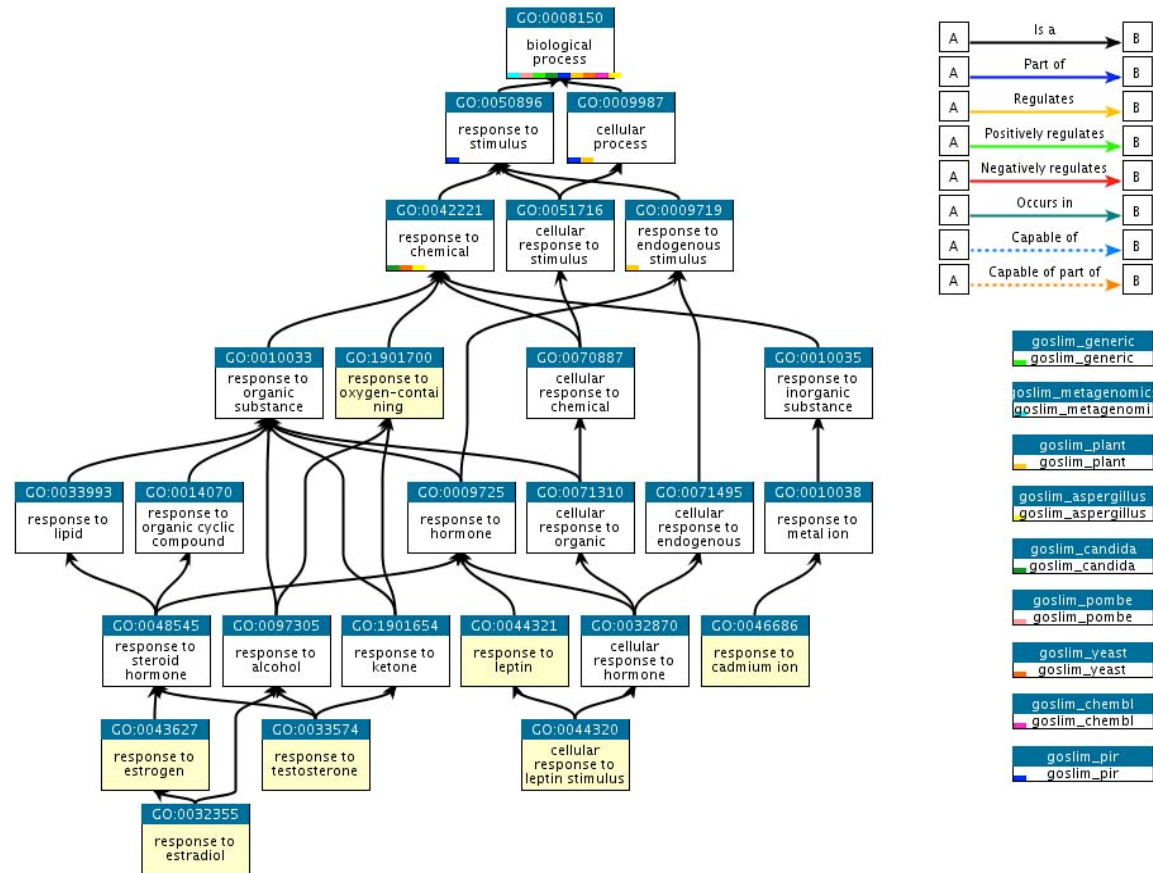 GO:0008150
biological
process
GO:0050896
response to
stimulus
GO:0009987
cellular
process
GO:0042221
response to
chemical
GO:0051716
cellular
response to
stimulus
GO:0009719
response to
endogenous
stimulus
GO:0010033
response to
organic
substance
GO:1901700
response to
oxygen-contai
ning
GO:0070887
cellular
response to
chemical
GO:0010035
response to
inorganic
substance
GO:0033993
response to
lipid
GO:0014070
response to
organic cyclic
compound
GO:0009725
response to
hormone
GO:0071310
cellular
response to
organic
GO:0071495
cellular
response to
endogenous
GO:0010038
response to
metal ion
GO:0048545
response to
steroid
hormone
GO:0097305
response to
alcohol
GO:1901654
response to
ketone
GO:0044321
response to
leptin
GO:0032870
cellular
response to
hormone
GO:0046686
response to
cadmium ion
GO:0043627
response to
estrogen
GO:0033574
response to
testosterone
GO:0044320
cellular
response to
leptin stimulus
GO:0032355
response to
estradiol
A Is a B
A Part of B
A Regulates B
A Positively regulates B
A Negatively regulates B
A Occurs in B
A Capable of B
A Capable of part of B
goslim_generic
goslim_generic
goslim_metagenomic
goslim_metagenomi
goslim_plant
goslim_plant
goslim_aspergillus
goslim_aspergillus
goslim_candida
goslim_candida
goslim_pombe
goslim_pombe
goslim_yeast
goslim_yeast
goslim_chembl
goslim_chembl
goslim_pir
goslim_pir